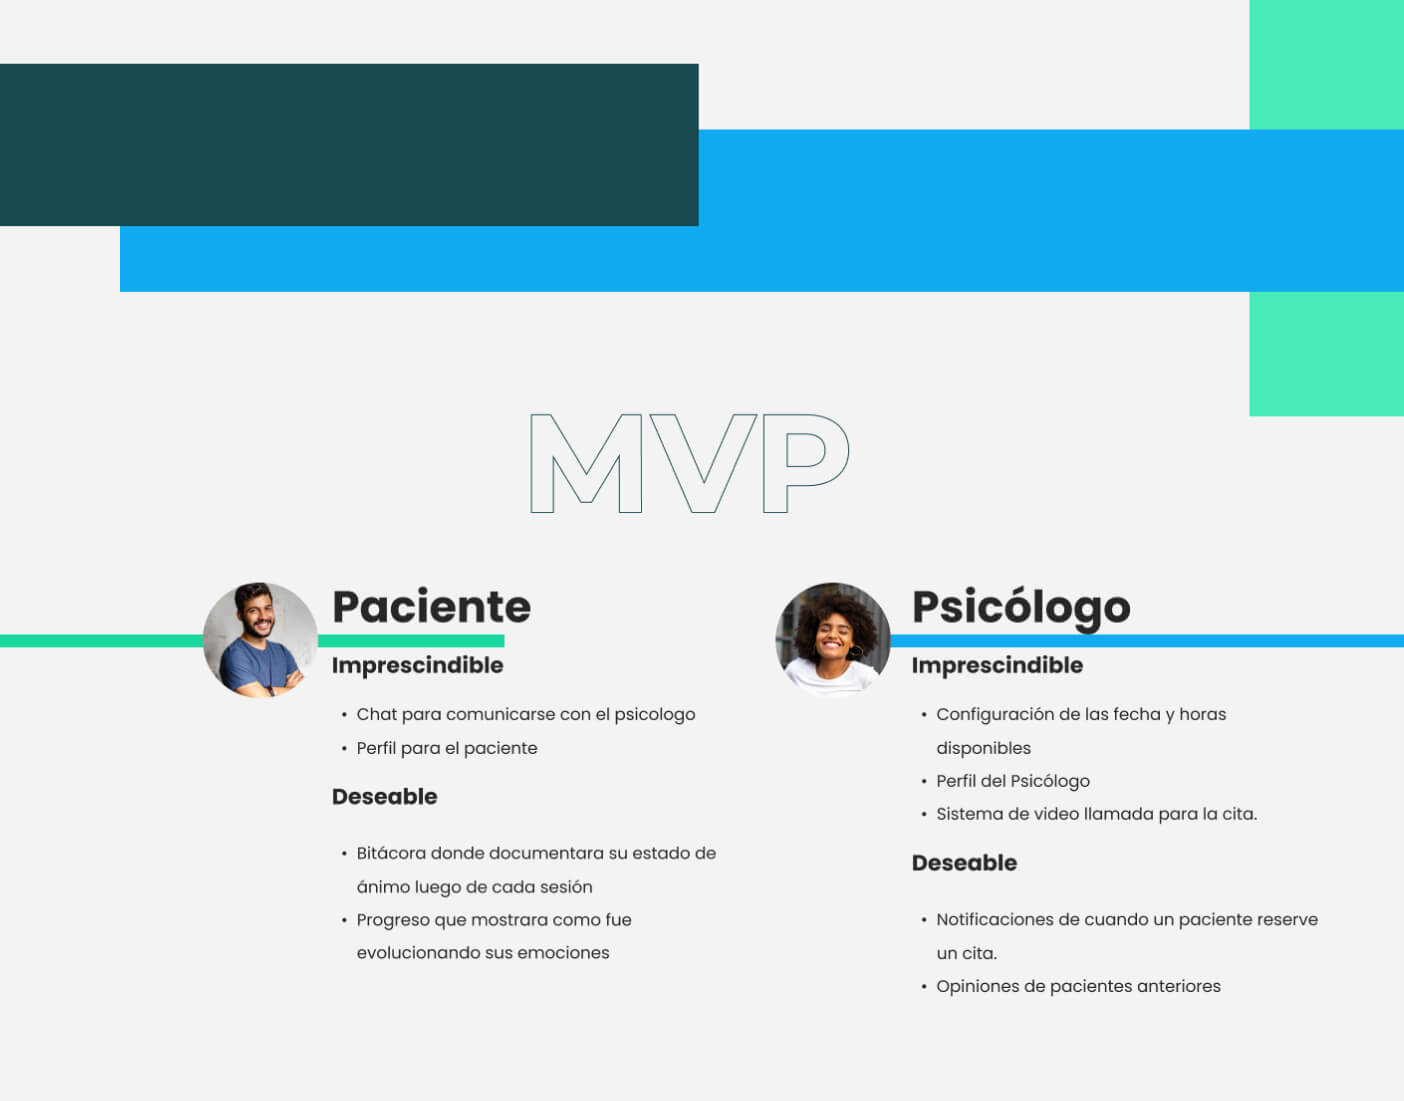 MVP
Paciente
Imprescindible
• Chat para comunicarse con el psicologo
• Perfil para el paciente
Deseable
• Bitácora donde documentara su estado de
ánimo luego de cada sesión
• Progreso que mostrara como fue
evolucionando sus emociones
Psicólogo
Imprescindible
• Configuración de las fecha y horas
disponibles
• Perfil del Psicólogo
• Sistema de video llamada para la cita.
Deseable
• Notificaciones de cuando un paciente reserve
un cita.
• Opiniones de pacientes anteriores